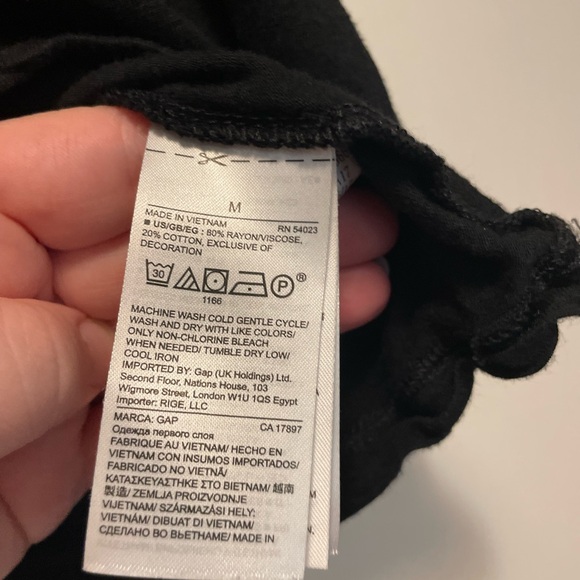 M
MADE IN VIETNAM RN 54023
■ US/GB/EG : 80% RAYON/VISCOSE,
20% COTTON, EXCLUSIVE OF
DECORATION
30 P ®
1166
MACHINE WASH COLD GENTLE CYCLE/
WASH AND DRY WITH LIKE COLORS/
ONLY NON-CHLORINE BLEACH
WHEN NEEDED/ TUMBLE DRY LOW/
COOL IRON
IMPORTED BY: Gap (UK Holdings) Ltd.
Second Floor, Nations House, 103
Wigmore Street, London W1U 1QS Egypt
Importer: RIGE, LLC
MARCA: GAP CA 17897
Одежда первого слоя
FABRIQUE AU VIETNAM/ HECHO EN
VIETNAM CON INSUMOS IMPORTADOS/
FABRICADO NO VIETNÃ/
ΚΑΤΑΣΚΕΥΑΣΤΗΚΕ ΣΤΟ ΒΙΕΤΝΑΜ/ 越南
製造/ ZEMLJA PROIZVODNJE
VIJETNAM/ SZÁRMAZÁSI HELY:
VIETNÁM/ DIBUAT DI VIETNAM/
СДЕЛАНО ВО ВЬЕТНАМЕ/ MADE IN
M